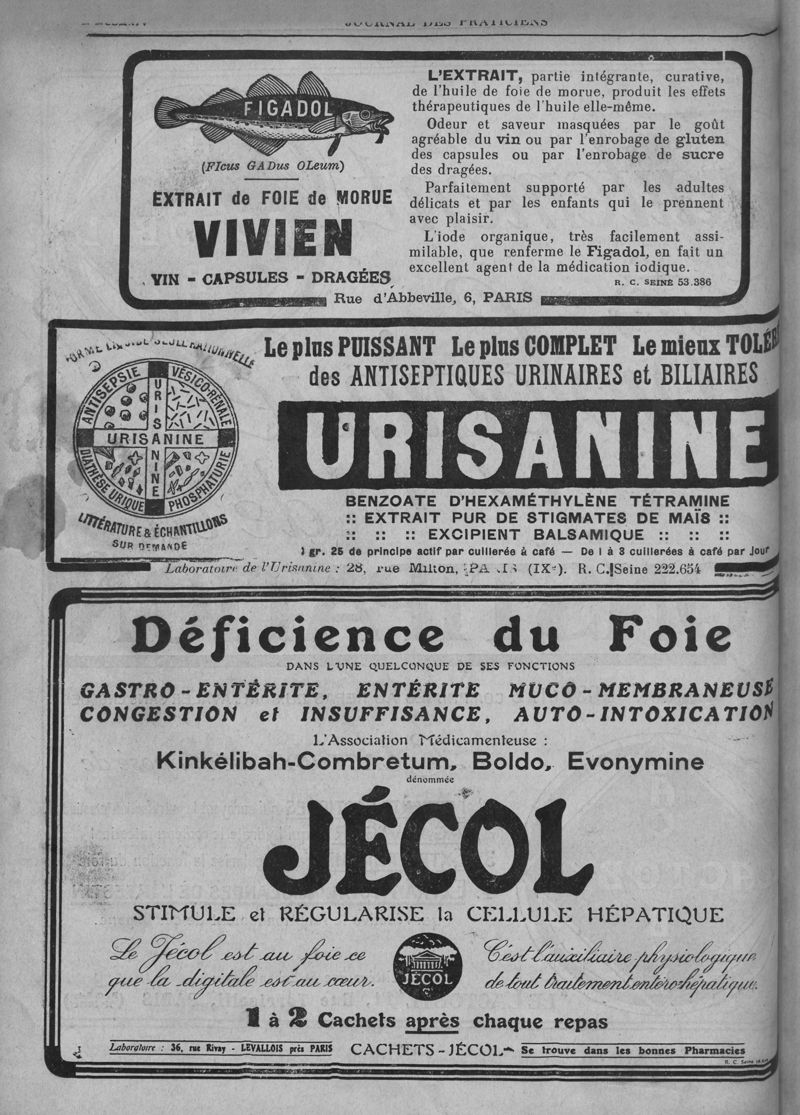 JOURNAL DES PRATICIENS
FIGADOL
(FIcus GADus OLeum)
EXTRAIT de FOIE de MORUE
VIVIEN
VIN - CAPSULES - DRAGÉES
L'EXTRAIT, partie intégrante, curative,
de l'huile de foie de morue, produit les effets
thérapeutiques de l'huile elle-même.
Odeur et saveur masquées par le goût
agréable du vin ou par l'enrobage de gluten
des capsules ou par l'enrobage de sucre
des dragées.
Parfaitement supporté par les adultes
délicats et par les enfants qui le prennent
avec plaisir.
L'iode organique, très facilement assi-
milable, que renferme le Figadol, en fait un
excellent agent de la médication iodique.
R. C. SEINE 53.386
Rue d'Abbeville, 6, PARIS
ANTISEPSIE VÉSICO-RÉNALE
URISANINE
URISANINE
DIATHÈSE URIQUE PHOSPHATURIE
LITTÉRATURE & ÉCHANTILLONS
SUR DEMANDE
Le plus PUISSANT Le plus COMPLET Le mieux TOLÉR
des ANTISEPTIQUES URINAIRES et BILIAIRES
URISANINE
BENZOATE D'HEXAMÉTHYLÈNE TÉTRAMINE
:: EXTRAIT PUR DE STIGMATES DE MAÏS ::
:: :: :: EXCIPIENT BALSAMIQUE :: :: ::
gr. 25 de principe actif par cuillerée à café — De 1 à 3 cuillerées à café par Jour
Laboratoire de l'Urisanine : 28, rue Milton, PARIS (IXe). R. C. Seine 222.654
Déficience du Foie
DANS L'UNE QUELCONQUE DE SES FONCTIONS
GASTRO-ENTÉRITE, ENTÉRITE MUCO-MEMBRANEUSE
CONGESTION et INSUFFISANCE, AUTO-INTOXICATION
L'Association Médicamenteuse :
Kinkélibah-Combretum, Boldo, Evonymine
dénommée
JÉCOL
STIMULE et RÉGULARISE la CELLULE HÉPATIQUE
Le Jécol est au foie ce
que la digitale est au cœur.
JÉCOL
C'est l'auxiliaire physiologique
de tout traitement entéro-hépatique.
1 à 2 Cachets après chaque repas
Laboratoire : 36, rue Rivay - LEVALLOIS près PARIS CACHETS-JÉCOL Se trouve dans les bonnes Pharmacies
R. C. Seine